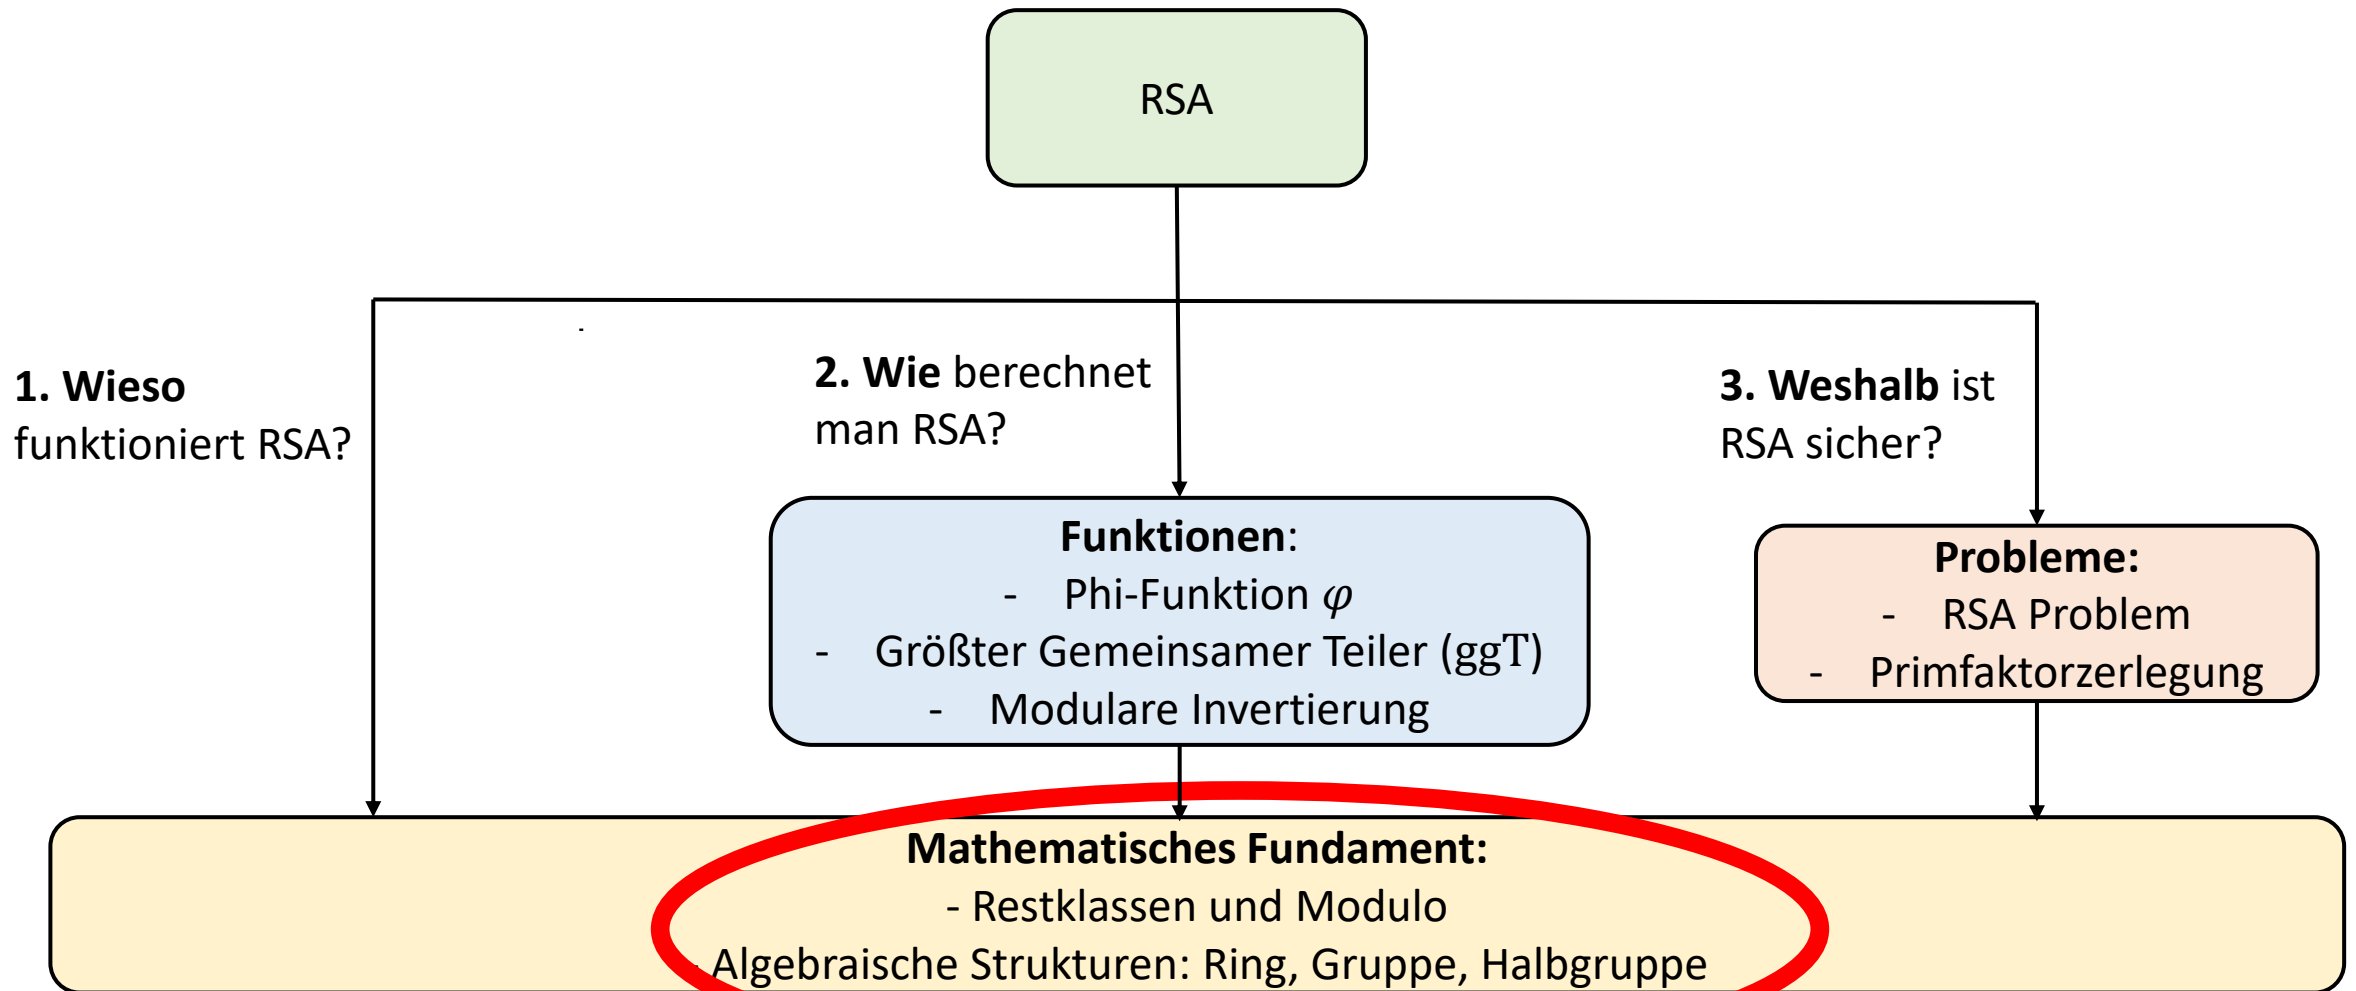 RSA
1. Wieso
funktioniert RSA?
2. Wie berechnet
man RSA?
3. Weshalb ist
RSA sicher?
Funktionen:
- Phi-Funktion φ
- Größter Gemeinsamer Teiler (ggT)
- Modulare Invertierung
Probleme:
- RSA Problem
- Primfaktorzerlegung
Mathematisches Fundament:
- Restklassen und Modulo
- Algebraische Strukturen: Ring, Gruppe, Halbgruppe